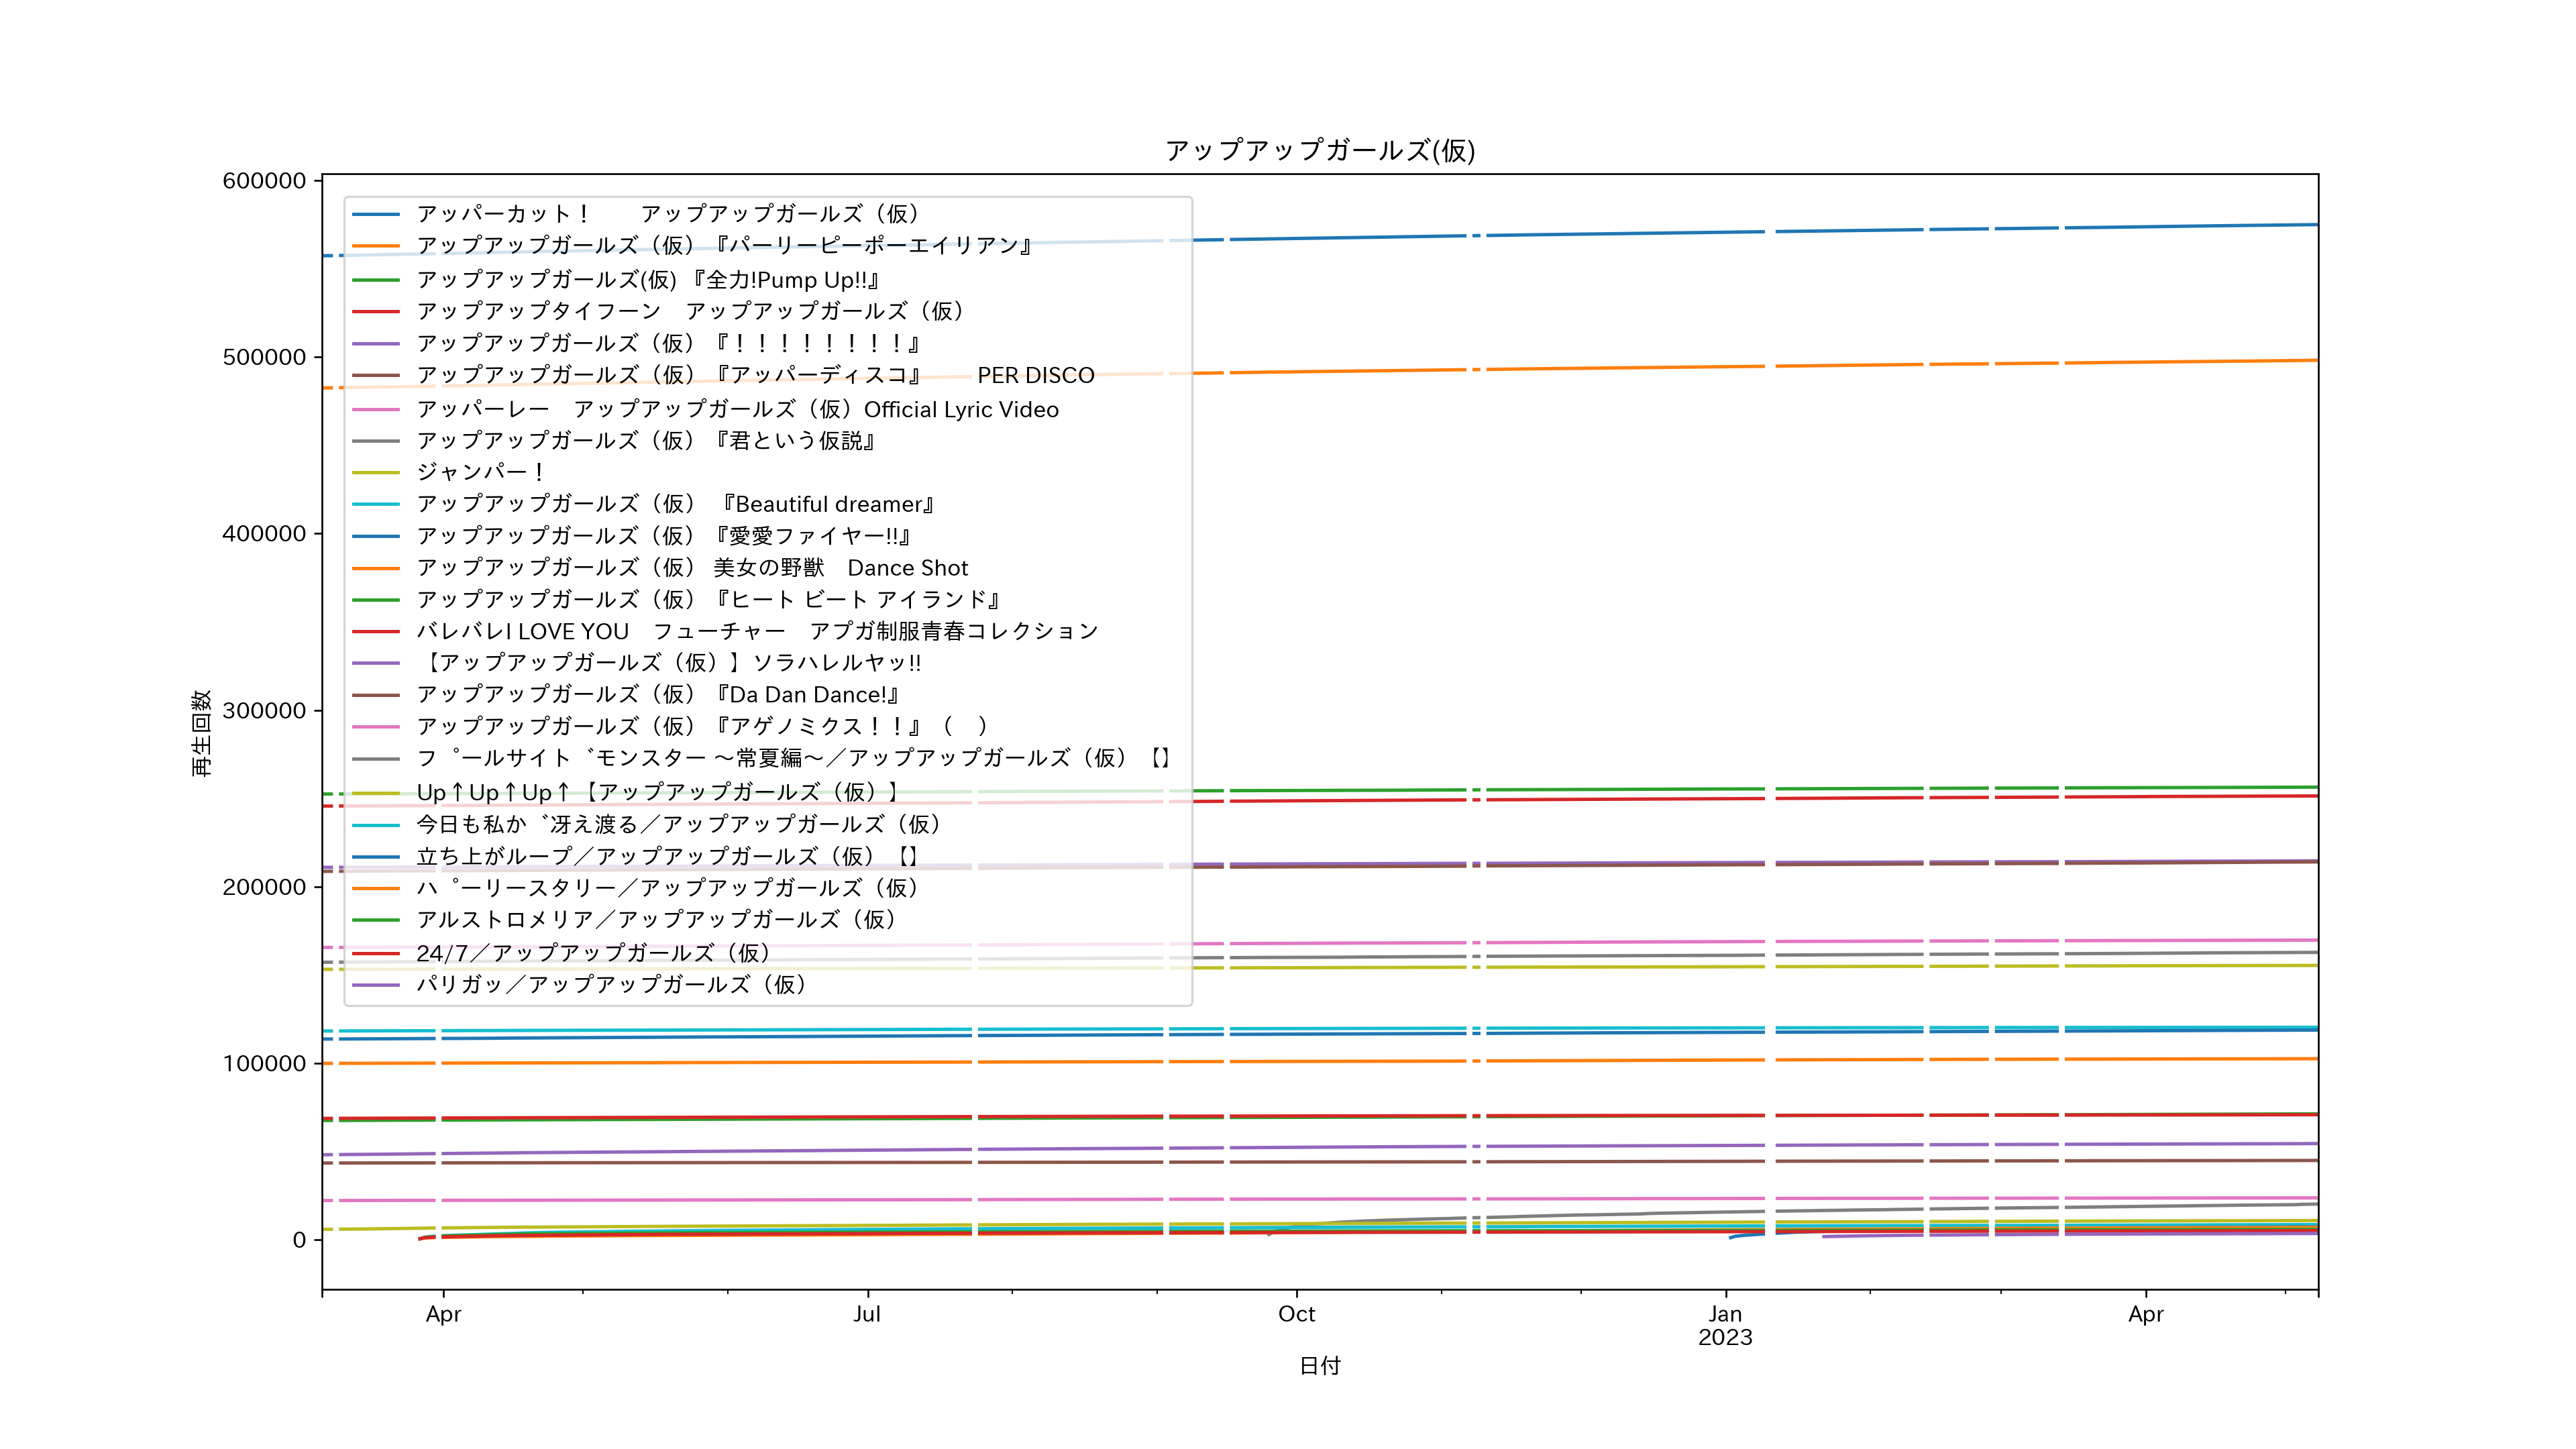 アップアップガールズ(仮)
600000
500000
400000
300000
200000
100000
0
再生回数
アッパーカット！　　アップアップガールズ（仮）
アップアップガールズ（仮）『パーリーピーポーエイリアン』
アップアップガールズ(仮) 『全力!Pump Up!!』
アップアップタイフーン　アップアップガールズ（仮）
アップアップガールズ（仮）『！！！！！！！！』
アップアップガールズ（仮）『アッパーディスコ』　　PER DISCO
アッパーレー　アップアップガールズ（仮）Official Lyric Video
アップアップガールズ（仮）『君という仮説』
ジャンパー！
アップアップガールズ（仮） 『Beautiful dreamer』
アップアップガールズ（仮）『愛愛ファイヤー!!』
アップアップガールズ（仮） 美女の野獣　Dance Shot
アップアップガールズ（仮）『ヒート ビート アイランド』
バレバレI LOVE YOU　フューチャー　アプガ制服青春コレクション
【アップアップガールズ（仮）】ソラハレルヤッ!!
アップアップガールズ（仮）『Da Dan Dance!』
アップアップガールズ（仮）『アゲノミクス！！』（　）
フ゜ールサイト゛モンスター ～常夏編～／アップアップガールズ（仮）【】
Up↑Up↑Up↑【アップアップガールズ（仮）】
今日も私か゛冴え渡る／アップアップガールズ（仮）
立ち上がループ／アップアップガールズ（仮）【】
ハ゜ーリースタリー／アップアップガールズ（仮）
アルストロメリア／アップアップガールズ（仮）
24/7／アップアップガールズ（仮）
パリガッ／アップアップガールズ（仮）
Apr
Jul
Oct
Jan
2023
Apr
日付